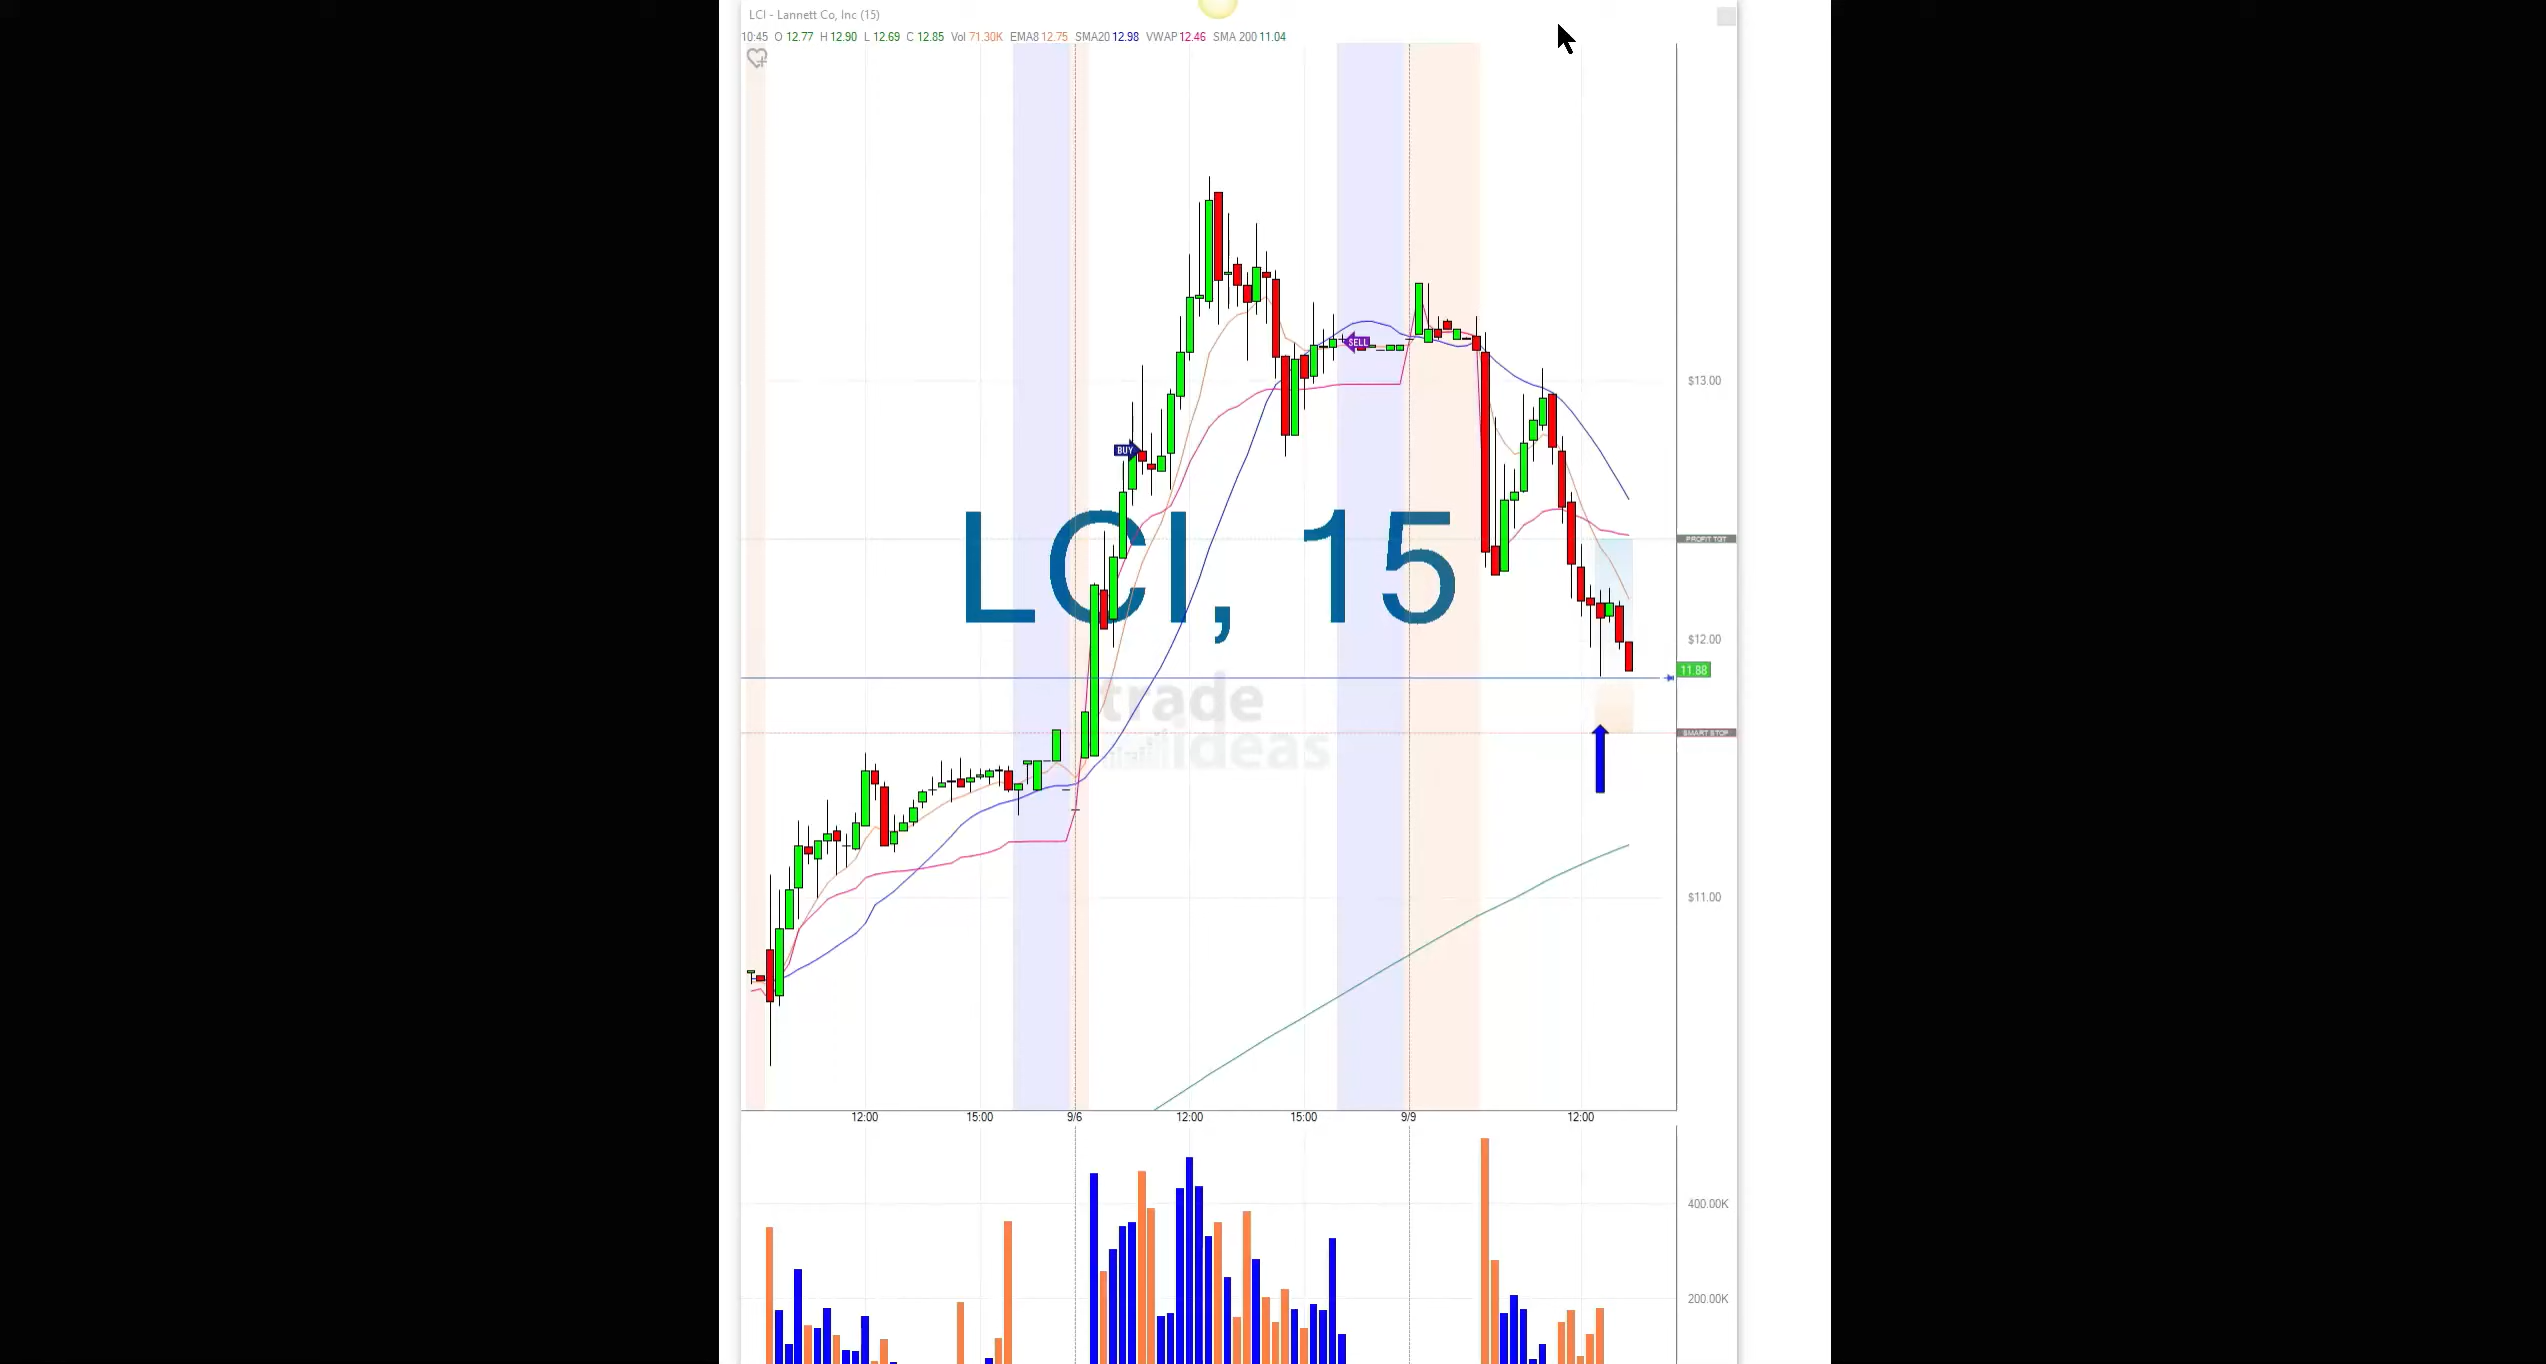 LCI - Lannett Co, Inc (15)
10:45 O 12.77 H 12.90 L 12.69 C 12.85 Vol 71.30K EMA8 12.75 SMA20 12.98 VWAP 12.46 SMA 200 11.04
SELL
$13.00
BUY
LCI, 15
PROFIT TGT
$12.00
11.88
trade
ideas
SMART STOP
$11.00
12:00 15:00 9/6 12:00 15:00 9/9 12:00
400.00K
200.00K